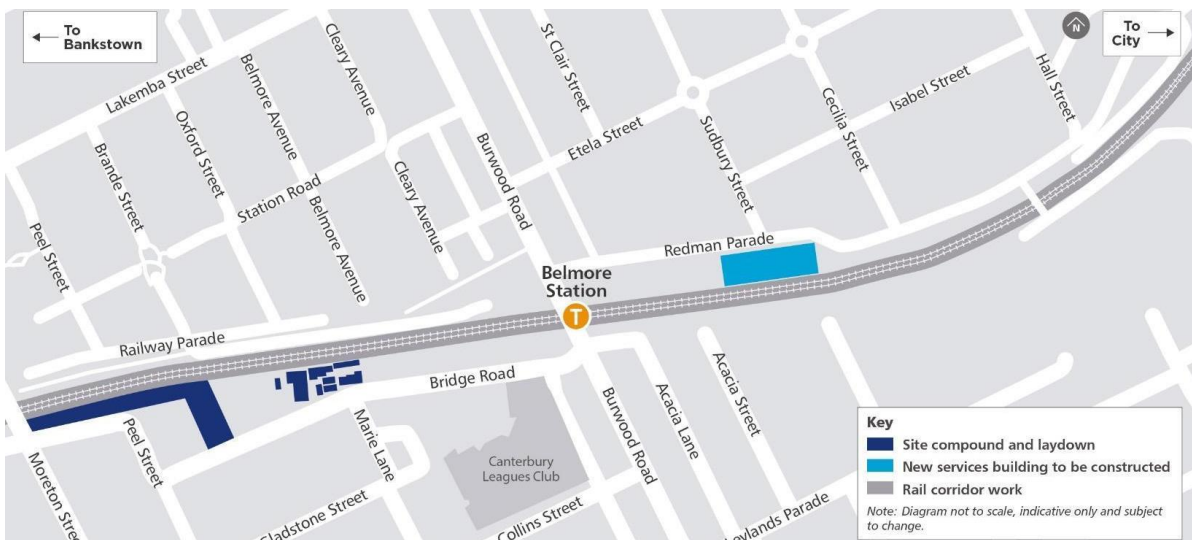 To
Bankstown
To
City
N
Lakemba Street
Cleary Avenue
Belmore Avenue
Oxford Street
Brande Street
Peel Street
Station Road
Belmore Avenue
Cleary Avenue
Burwood Road
St Clair Street
Etela Street
Sudbury Street
Cecilia Street
Isabel Street
Hall Street
Redman Parade
Belmore
Station
T
Railway Parade
Bridge Road
Moreton Street
Peel Street
Marie Lane
Gladstone Street
Canterbury
Leagues Club
Collins Street
Burwood Road
Acacia Lane
Acacia Street
Leylands Parade
Key
Site compound and laydown
New services building to be constructed
Rail corridor work
Note: Diagram not to scale, indicative only and subject
to change.